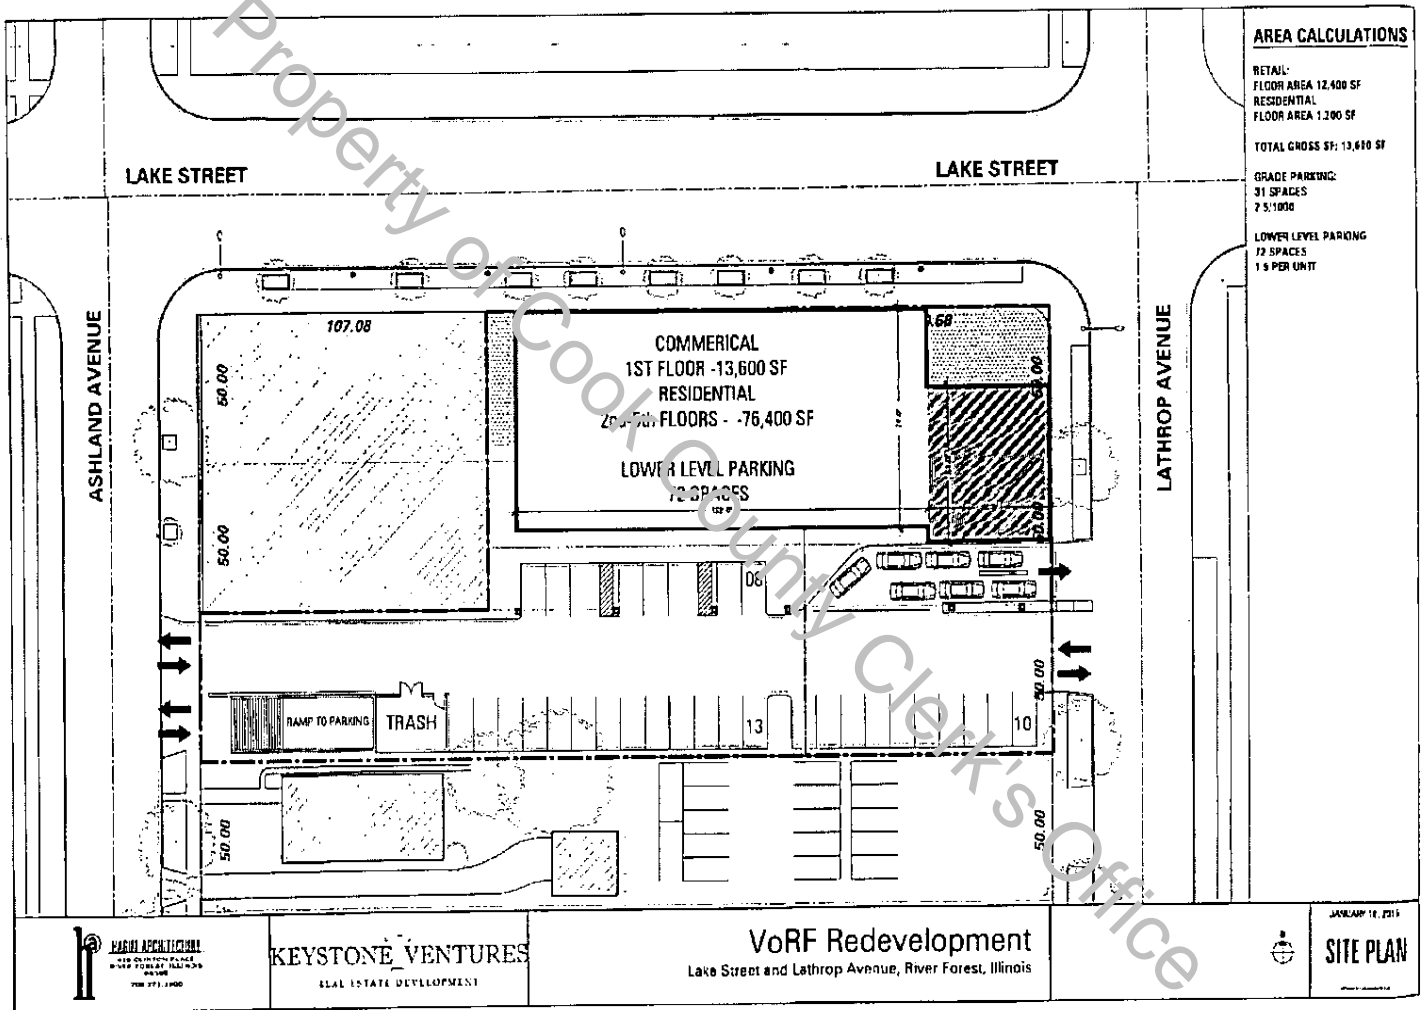 AREA CALCULATIONS
RETAIL:
FLOOR AREA 12,400 SF
RESIDENTIAL
FLOOR AREA 1,200 SF
TOTAL GROSS SF: 13,600 SF
GRADE PARKING:
31 SPACES
2 5/1000
LOWER LEVEL PARKING
72 SPACES
1 5 PER UNIT
LAKE STREET
LAKE STREET
ASHLAND AVENUE
LATHROP AVENUE
107.08
50.00
50.00
COMMERICAL
1ST FLOOR -13,600 SF
RESIDENTIAL
2nd-5th FLOORS - -76,400 SF
LOWER LEVEL PARKING
72 SPACES
08
RAMP TO PARKING
TRASH
13
10
50.00
50.00
50.00
Property of Cook County Clerk's Office
KEYSTONE VENTURES
REAL ESTATE DEVELOPMENT
VoRF Redevelopment
Lake Street and Lathrop Avenue, River Forest, Illinois
SITE PLAN